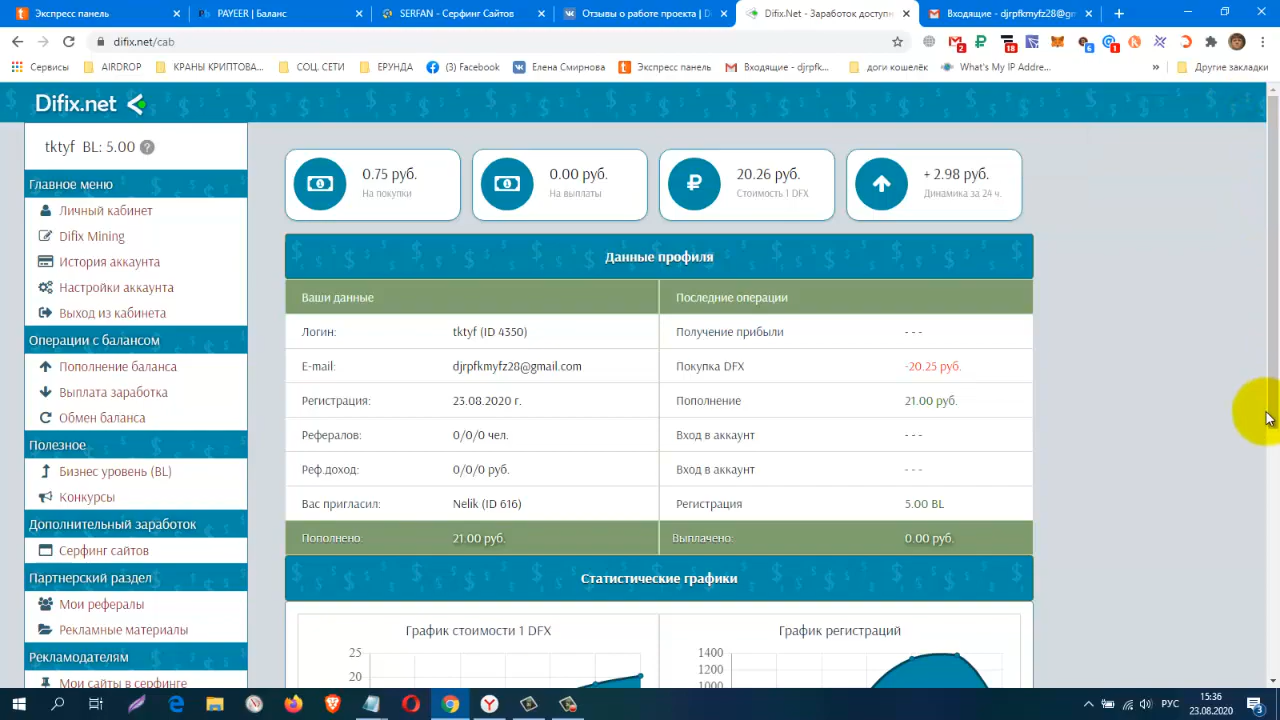 Экспресс панель
PAYEER | Баланс
SERFAN - Серфинг Сайтов
Отзывы о работе проекта | D
Difix.Net - Заработок доступн
Входящие - djrpfkmyfz28@gm
difix.net/cab
2
18
6
1
Сервисы
AIRDROP
КРАНЫ КРИПТОВА...
СОЦ. СЕТИ
ЕРУНДА
(3) Facebook
Елена Смирнова
Экспресс панель
Входящие - djrpfk...
доги кошелёк
What's My IP Addre...
»
Другие закладки
Difix.net
tktyf BL: 5.00 ?
Главное меню
Личный кабинет
Difix Mining
История аккаунта
Настройки аккаунта
Выход из кабинета
Операции с балансом
Пополнение баланса
Выплата заработка
Обмен баланса
Полезное
Бизнес уровень (BL)
Конкурсы
Дополнительный заработок
Серфинг сайтов
Партнерский раздел
Мои рефералы
Рекламные материалы
Рекламодателям
Мои сайты в серфинге
0.75 руб.
На покупки
0.00 руб.
На выплаты
20.26 руб.
Стоимость 1 DFX
+ 2.98 руб.
Динамика за 24 ч.
Данные профиля
Ваши данные
Последние операции
Логин: tktyf (ID 4350)
Получение прибыли - - -
E-mail: djrpfkmyfz28@gmail.com
Покупка DFX -20.25 руб.
Регистрация: 23.08.2020 г.
Пополнение 21.00 руб.
Рефералов: 0/0/0 чел.
Вход в аккаунт - - -
Реф.доход: 0/0/0 руб.
Вход в аккаунт - - -
Вас пригласил: Nelik (ID 616)
Регистрация 5.00 BL
Пополнено: 21.00 руб.
Выплачено: 0.00 руб.
Статистические графики
График стоимости 1 DFX
25
20
График регистраций
1400
1200
1000
РУС
15:36
23.08.2020
3